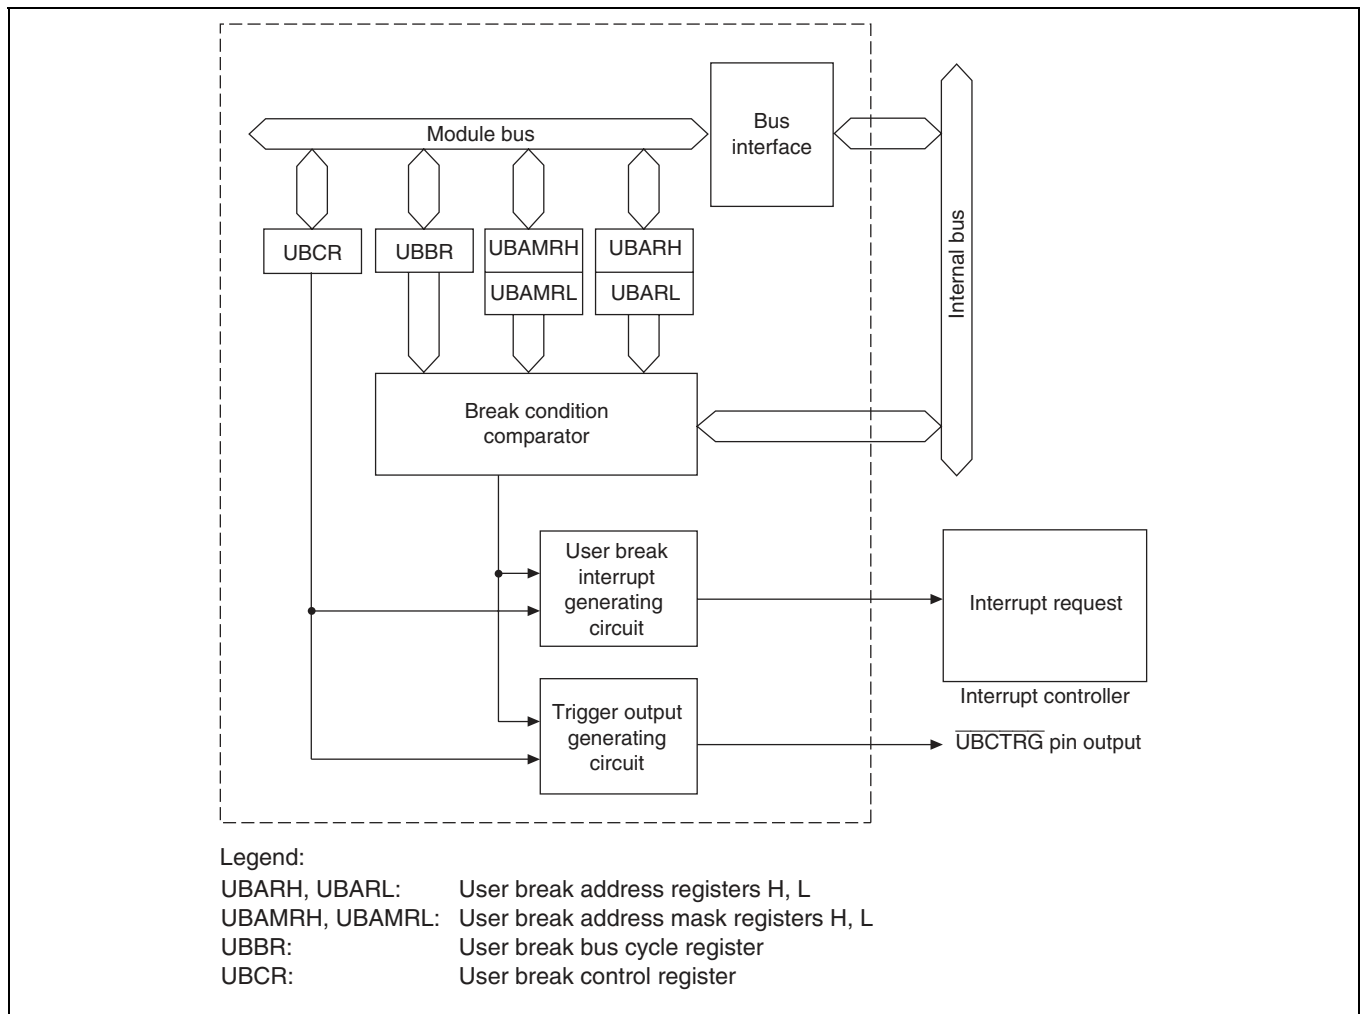 Bus
interface
Module bus
Internal bus
UBCR
UBBR
UBAMRH
UBARH
UBAMRL
UBARL
Break condition
comparator
User break
interrupt
generating
circuit
Interrupt request
Interrupt controller
Trigger output
generating
circuit
UBCTRG pin output
Legend:
UBARH, UBARL: User break address registers H, L
UBAMRH, UBAMRL: User break address mask registers H, L
UBBR: User break bus cycle register
UBCR: User break control register